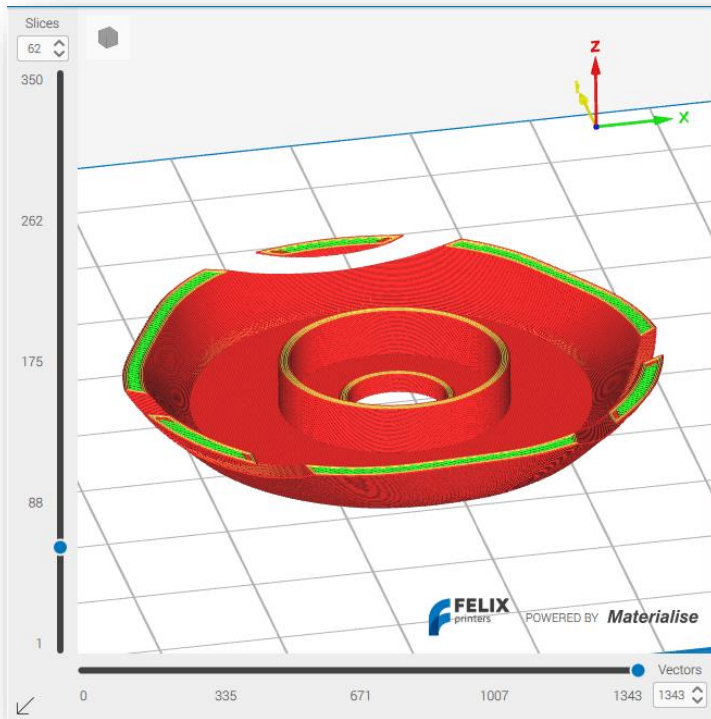 Slices
62
350
262
175
88
1
Z
Y
X
FELIX
printers
POWERED BY Materialise
Vectors
0 335 671 1007 1343 1343